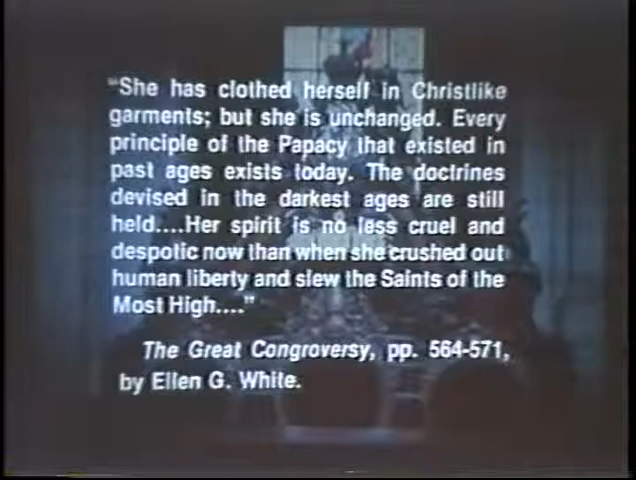 "She has clothed herself in Christlike
garments; but she is unchanged. Every
principle of the Papacy that existed in
past ages exists today. The doctrines
devised in the darkest ages are still
held....Her spirit is no less cruel and
despotic now than when she crushed out
human liberty and slew the Saints of the
Most High...."
The Great Congroversy, pp. 564-571,
by Ellen G. White.